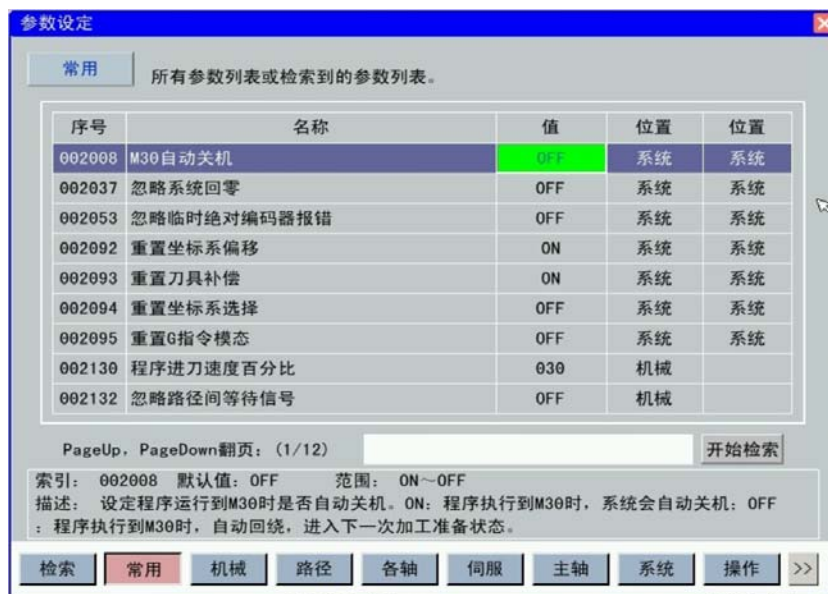 参数设定
常用
所有参数列表或检索到的参数列表。
序号 名称 值 位置 位置
002008 M30自动关机 OFF 系统 系统
002037 忽略系统回零 OFF 系统 系统
002053 忽略临时绝对编码器报错 OFF 系统 系统
002092 重置坐标系偏移 ON 系统 系统
002093 重置刀具补偿 ON 系统 系统
002094 重置坐标系选择 OFF 系统 系统
002095 重置G指令模态 OFF 系统 系统
002130 程序进刀速度百分比 030 机械
002132 忽略路径间等待信号 OFF 机械
PageUp, PageDown翻页: (1/12) 开始检索
索引: 002008 默认值: OFF 范围: ON~OFF
描述: 设定程序运行到M30时是否自动关机。ON: 程序执行到M30时, 系统会自动关机; OFF
: 程序执行到M30时, 自动回绕, 进入下一次加工准备状态。
检索 常用 机械 路径 各轴 伺服 主轴 系统 操作 >>